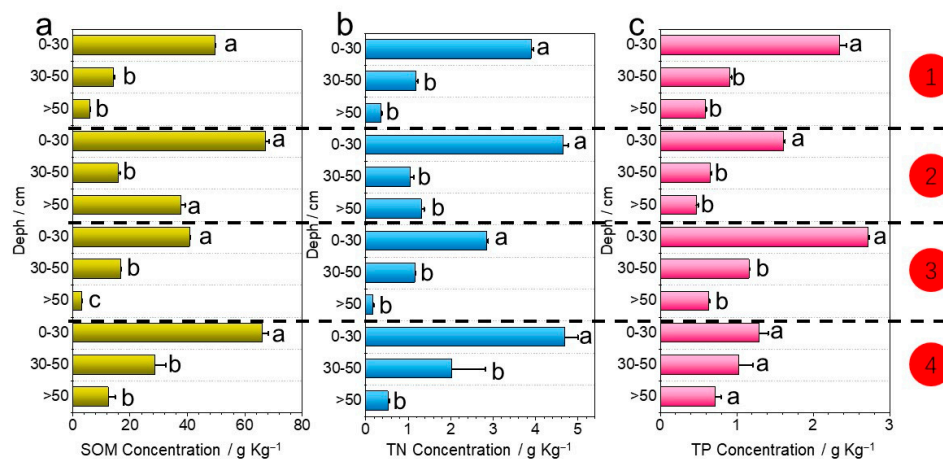 a
b
c
Deph / cm
0-30
a
30-50
b
>50
b
0-30
a
30-50
b
>50
a
0-30
a
30-50
b
>50
c
0-30
a
30-50
b
>50
b
0 20 40 60 80
SOM Concentration / g Kg⁻¹
Deph / cm
0-30
a
30-50
b
>50
b
0-30
a
30-50
b
>50
b
0-30
a
30-50
b
>50
b
0-30
a
30-50
b
>50
b
0 1 2 3 4 5
TN Concentration / g Kg⁻¹
Deph / cm
0-30
a
30-50
b
>50
b
0-30
a
30-50
b
>50
b
0-30
a
30-50
b
>50
b
0-30
a
30-50
a
>50
a
0 1 2 3
TP Concentration / g Kg⁻¹
1
2
3
4